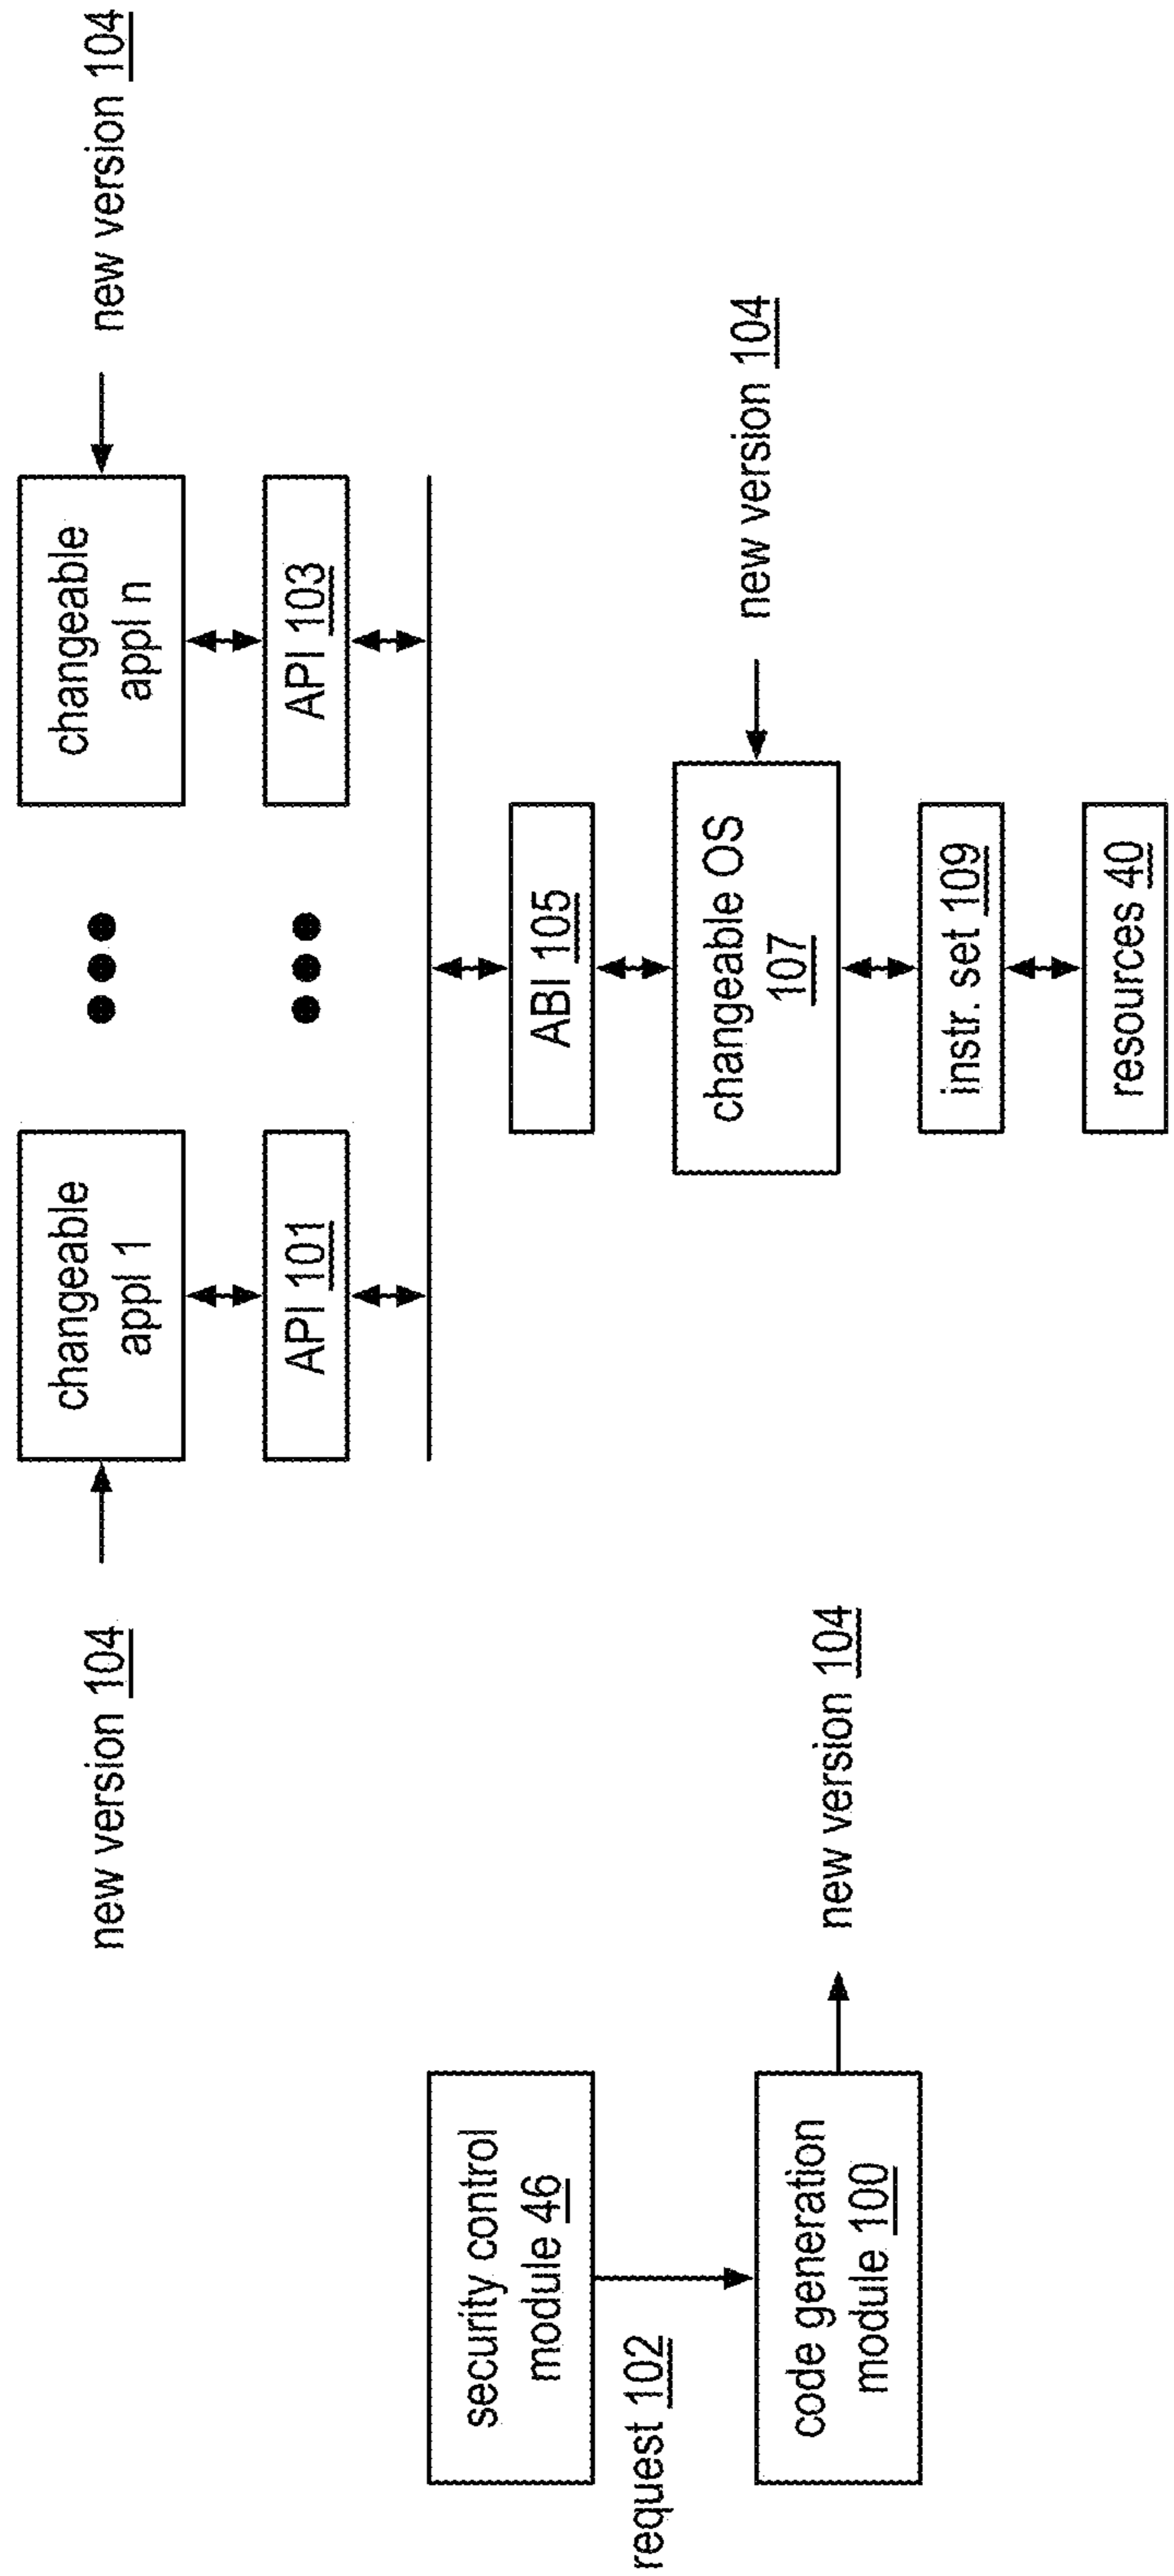 new version 104
changeable
appl 1
changeable
appl n
new version 104
API 101
API 103
security control
module 46
ABI 105
request 102
code generation
module 100
new version 104
changeable OS
107
new version 104
instr. set 109
resources 40